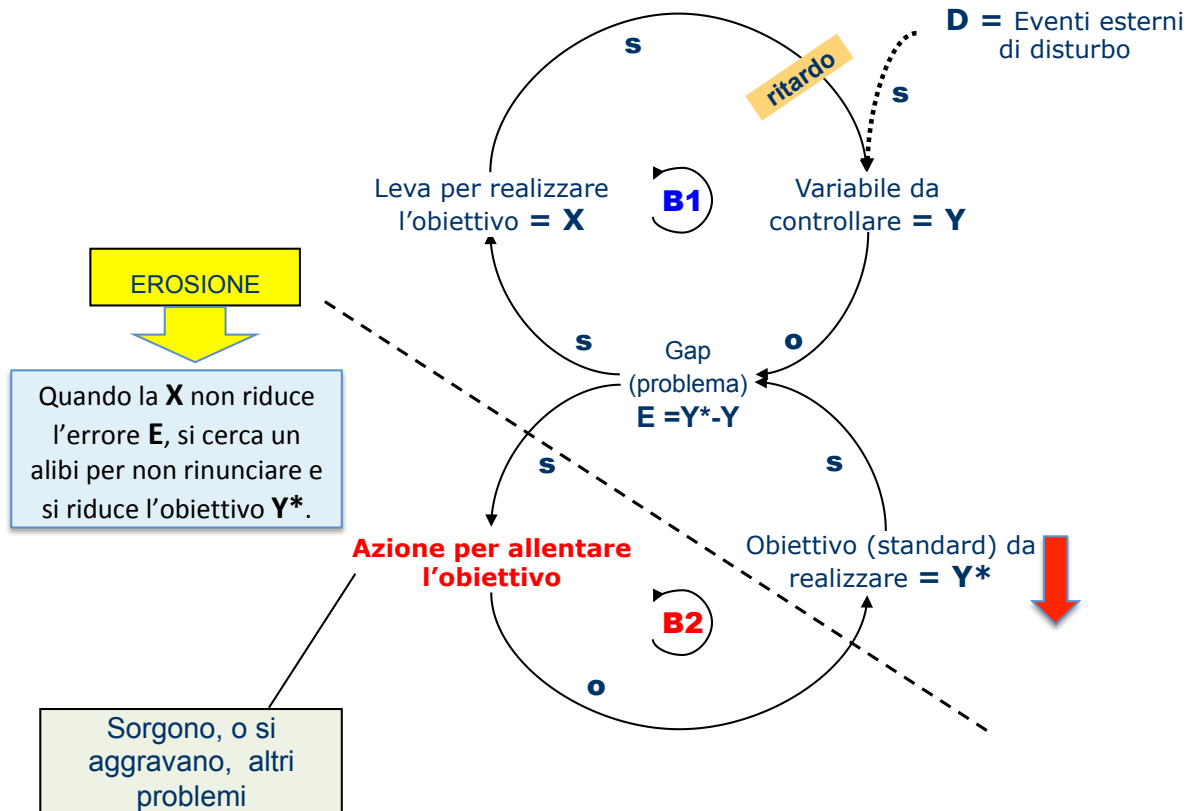 D = Eventi esterni
di disturbo
s
ritardo
s
Leva per realizzare
l’obiettivo = X
B1
Variabile da
controllare = Y
EROSIONE
s
o
Gap
(problema)
E =Y*-Y
Quando la X non riduce
l’errore E, si cerca un
alibi per non rinunciare e
si riduce l’obiettivo Y*.
s
s
Azione per allentare
l’obiettivo
Obiettivo (standard) da
realizzare = Y*
B2
o
Sorgono, o si
aggravano, altri
problemi